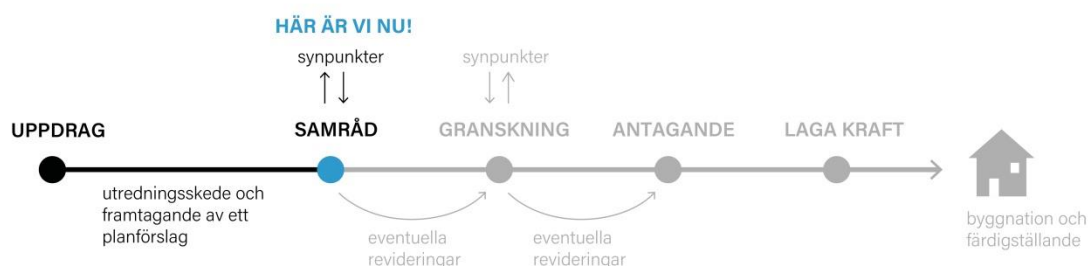 HÄR ÄR VI NU!
synpunkter
synpunkter
UPPDRAG
SAMRÅD
GRANSKNING
ANTAGANDE
LAGA KRAFT
utredningsskede och
framtagande av ett
planförslag
eventuella
revideringar
eventuella
revideringar
byggnation och
färdigställande